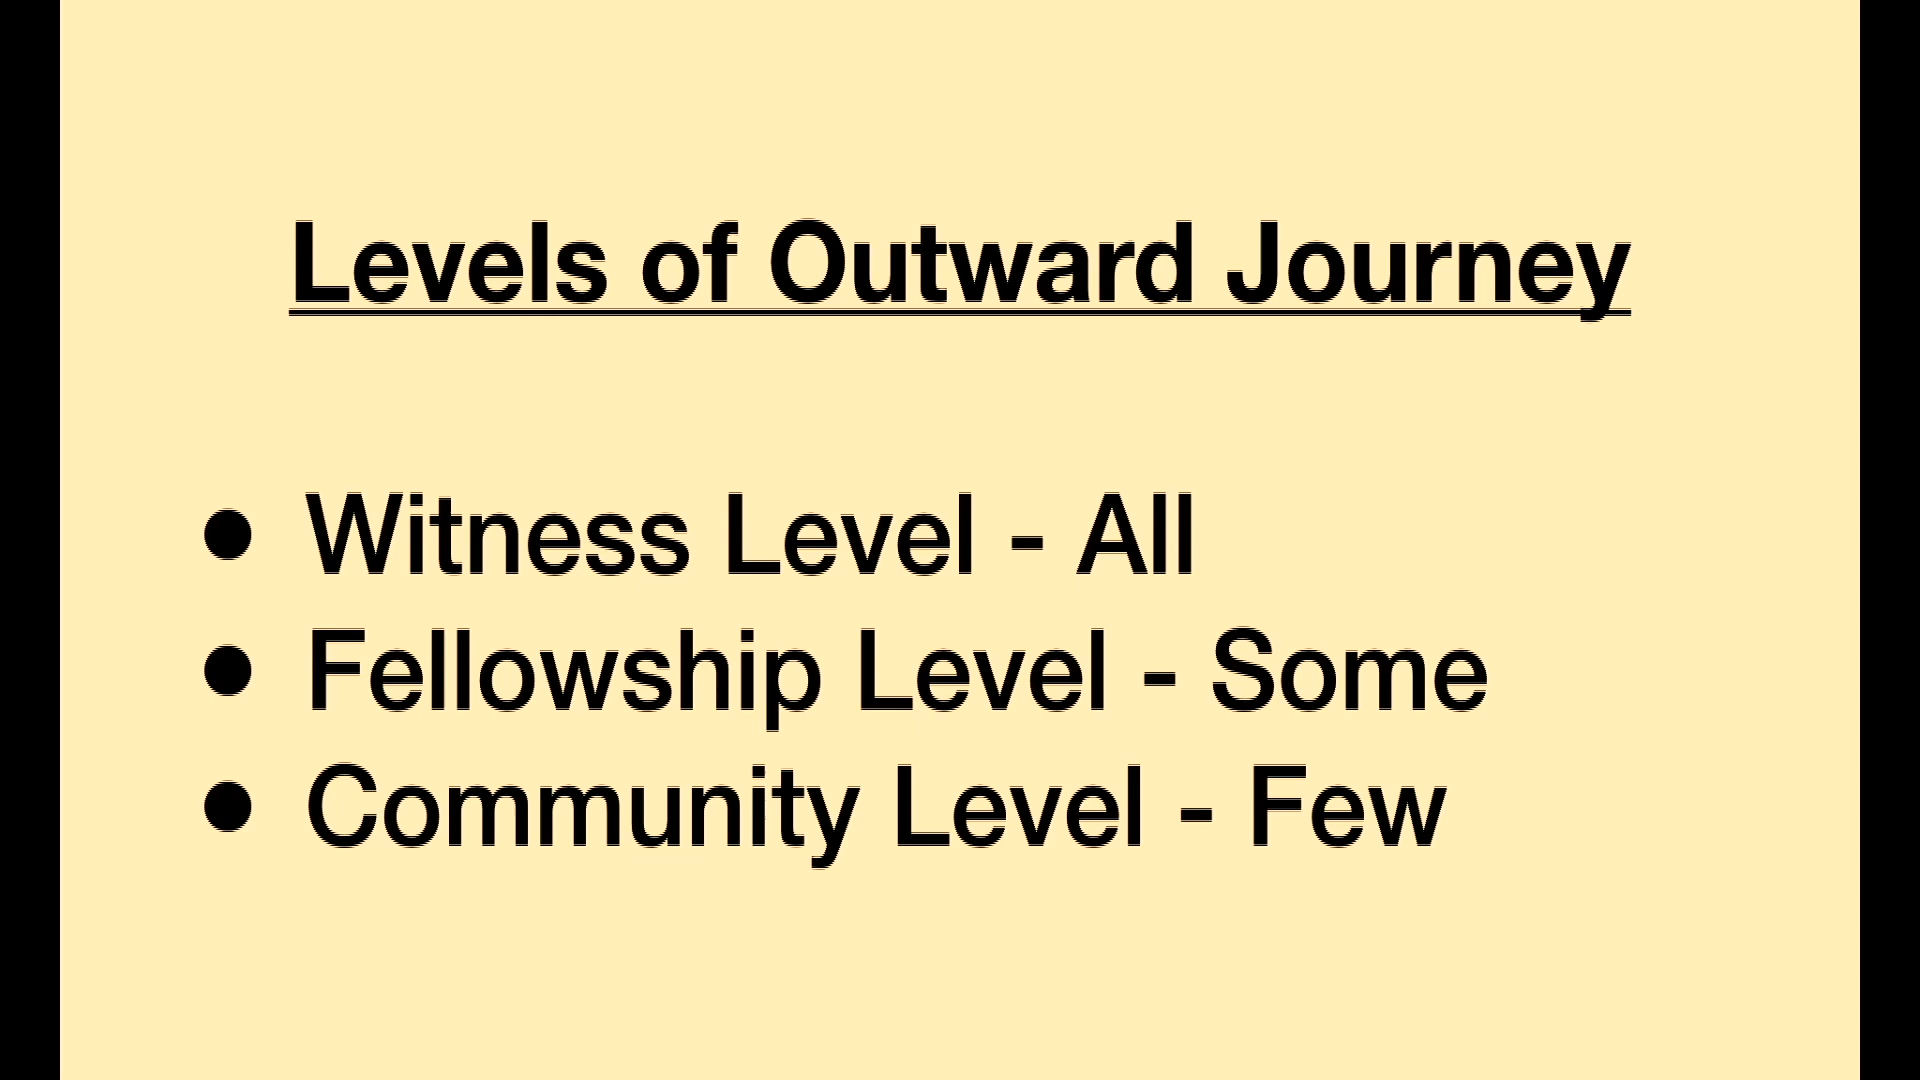 Levels of Outward Journey
• Witness Level - All
• Fellowship Level - Some
• Community Level - Few